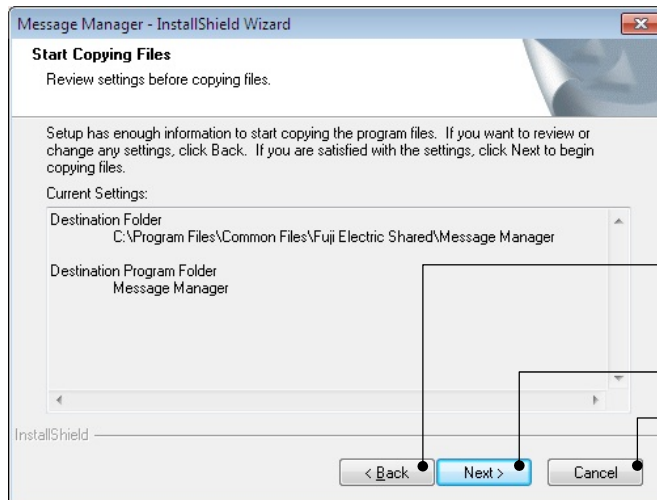 Message Manager - InstallShield Wizard
Start Copying Files
Review settings before copying files.
Setup has enough information to start copying the program files.  If you want to review or
change any settings, click Back.  If you are satisfied with the settings, click Next to begin
copying files.
Current Settings:
Destination Folder
C:\Program Files\Common Files\Fuji Electric Shared\Message Manager
Destination Program Folder
Message Manager
InstallShield
< Back
Next >
Cancel